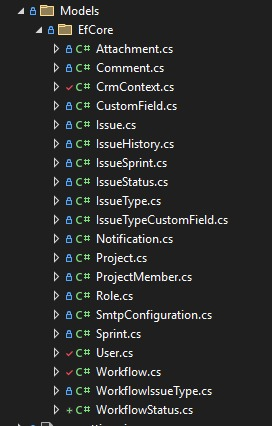 Models
EfCore
C# Attachment.cs
C# Comment.cs
C# CrmContext.cs
C# CustomField.cs
C# Issue.cs
C# IssueHistory.cs
C# IssueSprint.cs
C# IssueStatus.cs
C# IssueType.cs
C# IssueTypeCustomField.cs
C# Notification.cs
C# Project.cs
C# ProjectMember.cs
C# Role.cs
C# SmtpConfiguration.cs
C# Sprint.cs
C# User.cs
C# Workflow.cs
C# WorkflowIssueType.cs
C# WorkflowStatus.cs